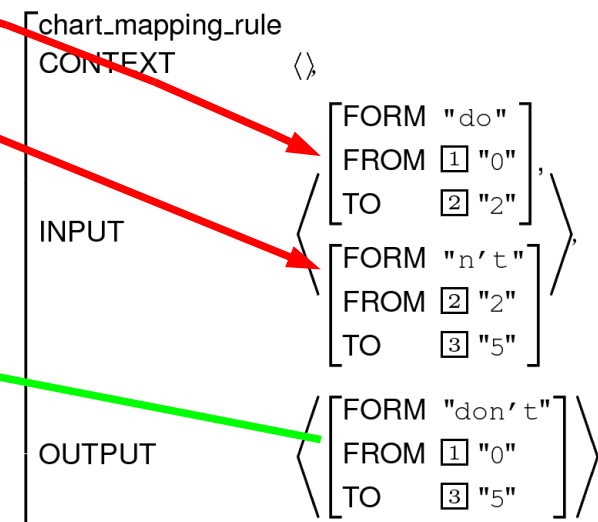 chart_mapping_rule
CONTEXT ⟨⟩,
FORM "do"
FROM 1 "0"
TO 2 "2"
,
INPUT
,
FORM "n't"
FROM 2 "2"
TO 3 "5"
FORM "don't"
OUTPUT FROM 1 "0"
TO 3 "5"